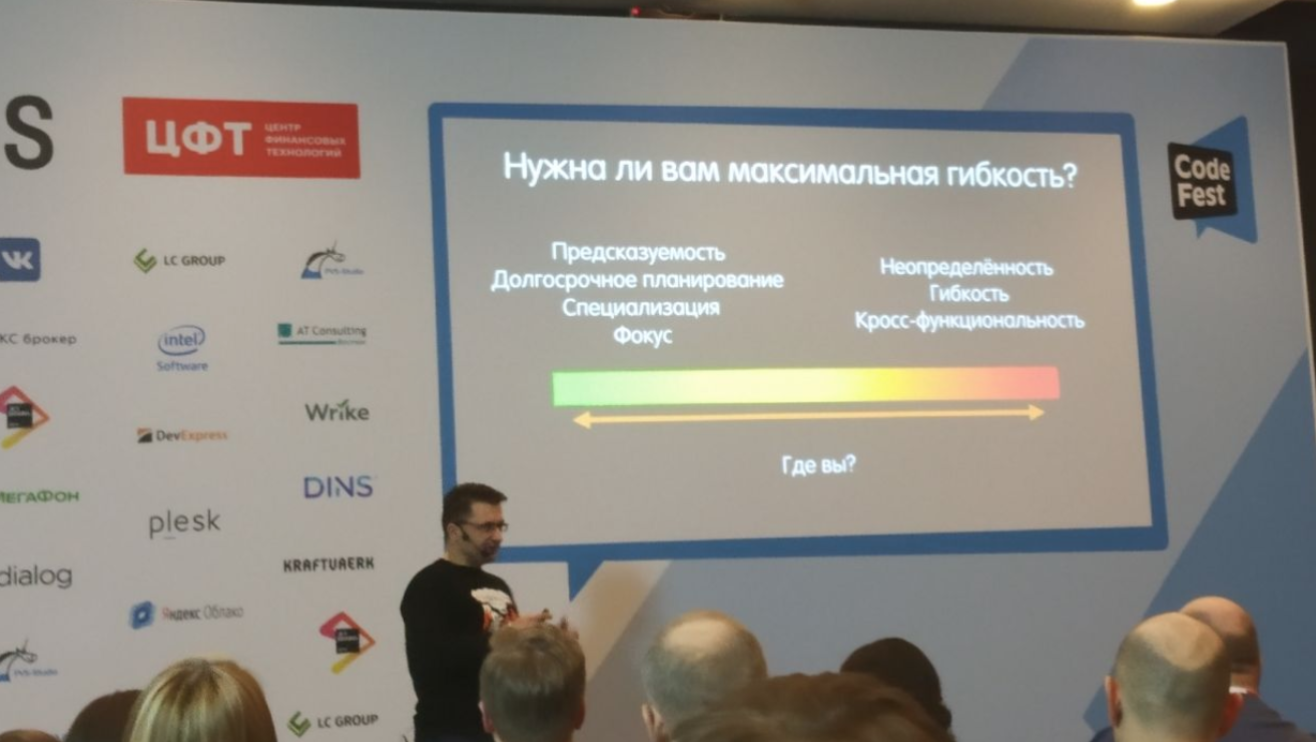 S
ЦФТ
ЦЕНТР
ФИНАНСОВЫХ
ТЕХНОЛОГИЙ
Нужна ли вам максимальная гибкость?
Code
Fest
Предсказуемость
Долгосрочное планирование
Специализация
Фокус
Неопределённость
Гибкость
Кросс-функциональность
Где вы?
VK
LC GROUP
PVS-Studio
КС брокер
intel
Software
AT Consulting
Wrike
DevExpress
DINS
МЕГАФОН
plesk
KRAFTVAERK
dialog
Яндекс Облако
PVS-Studio
LC GROUP